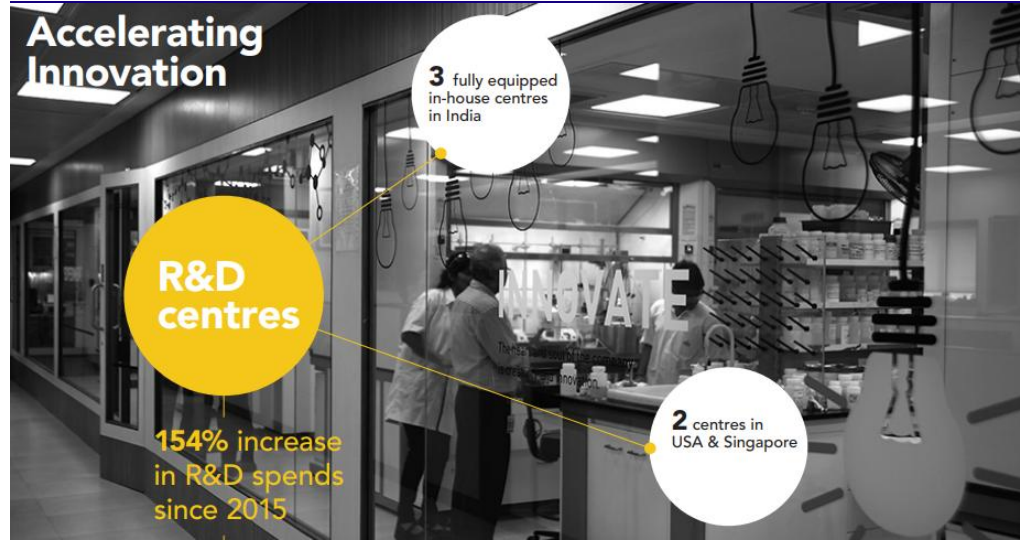 Accelerating
Innovation
3 fully equipped
in-house centres
in India
R&D
centres
INNOVATE
innovation.
2 centres in
USA & Singapore
154% increase
in R&D spends
since 2015